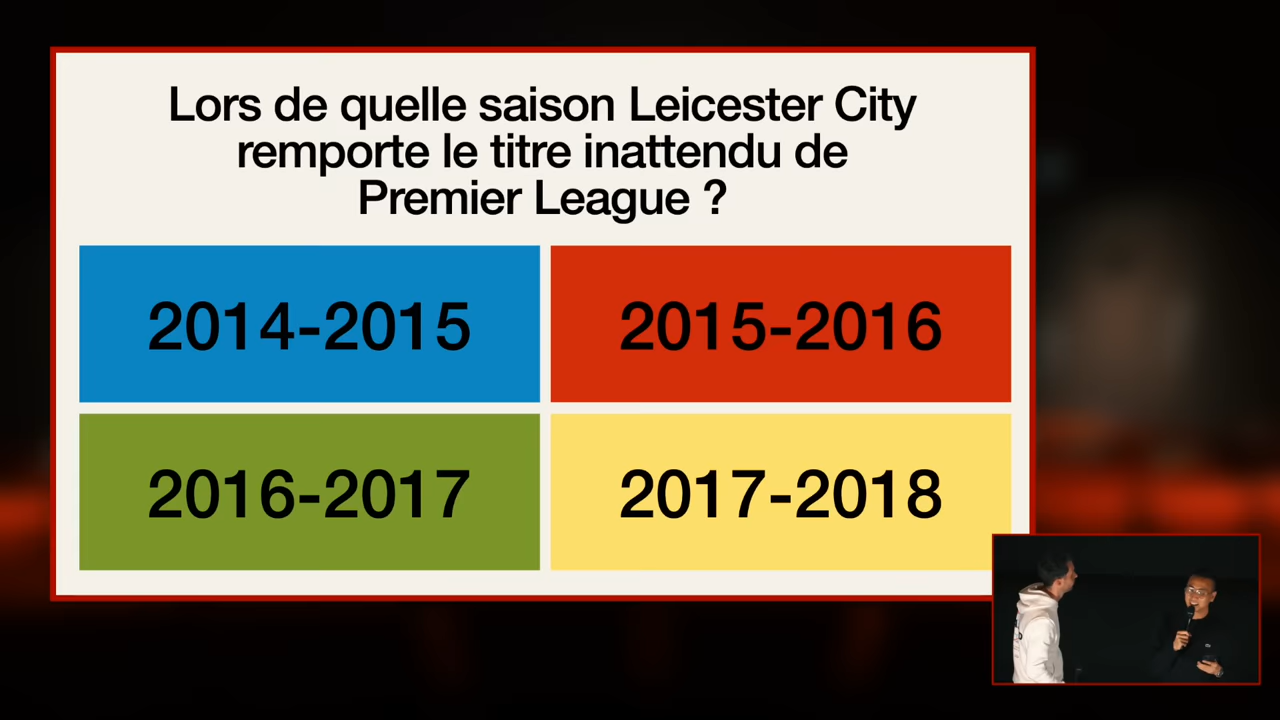 Lors de quelle saison Leicester City
remporte le titre inattendu de
Premier League ?
2014-2015
2015-2016
2016-2017
2017-2018